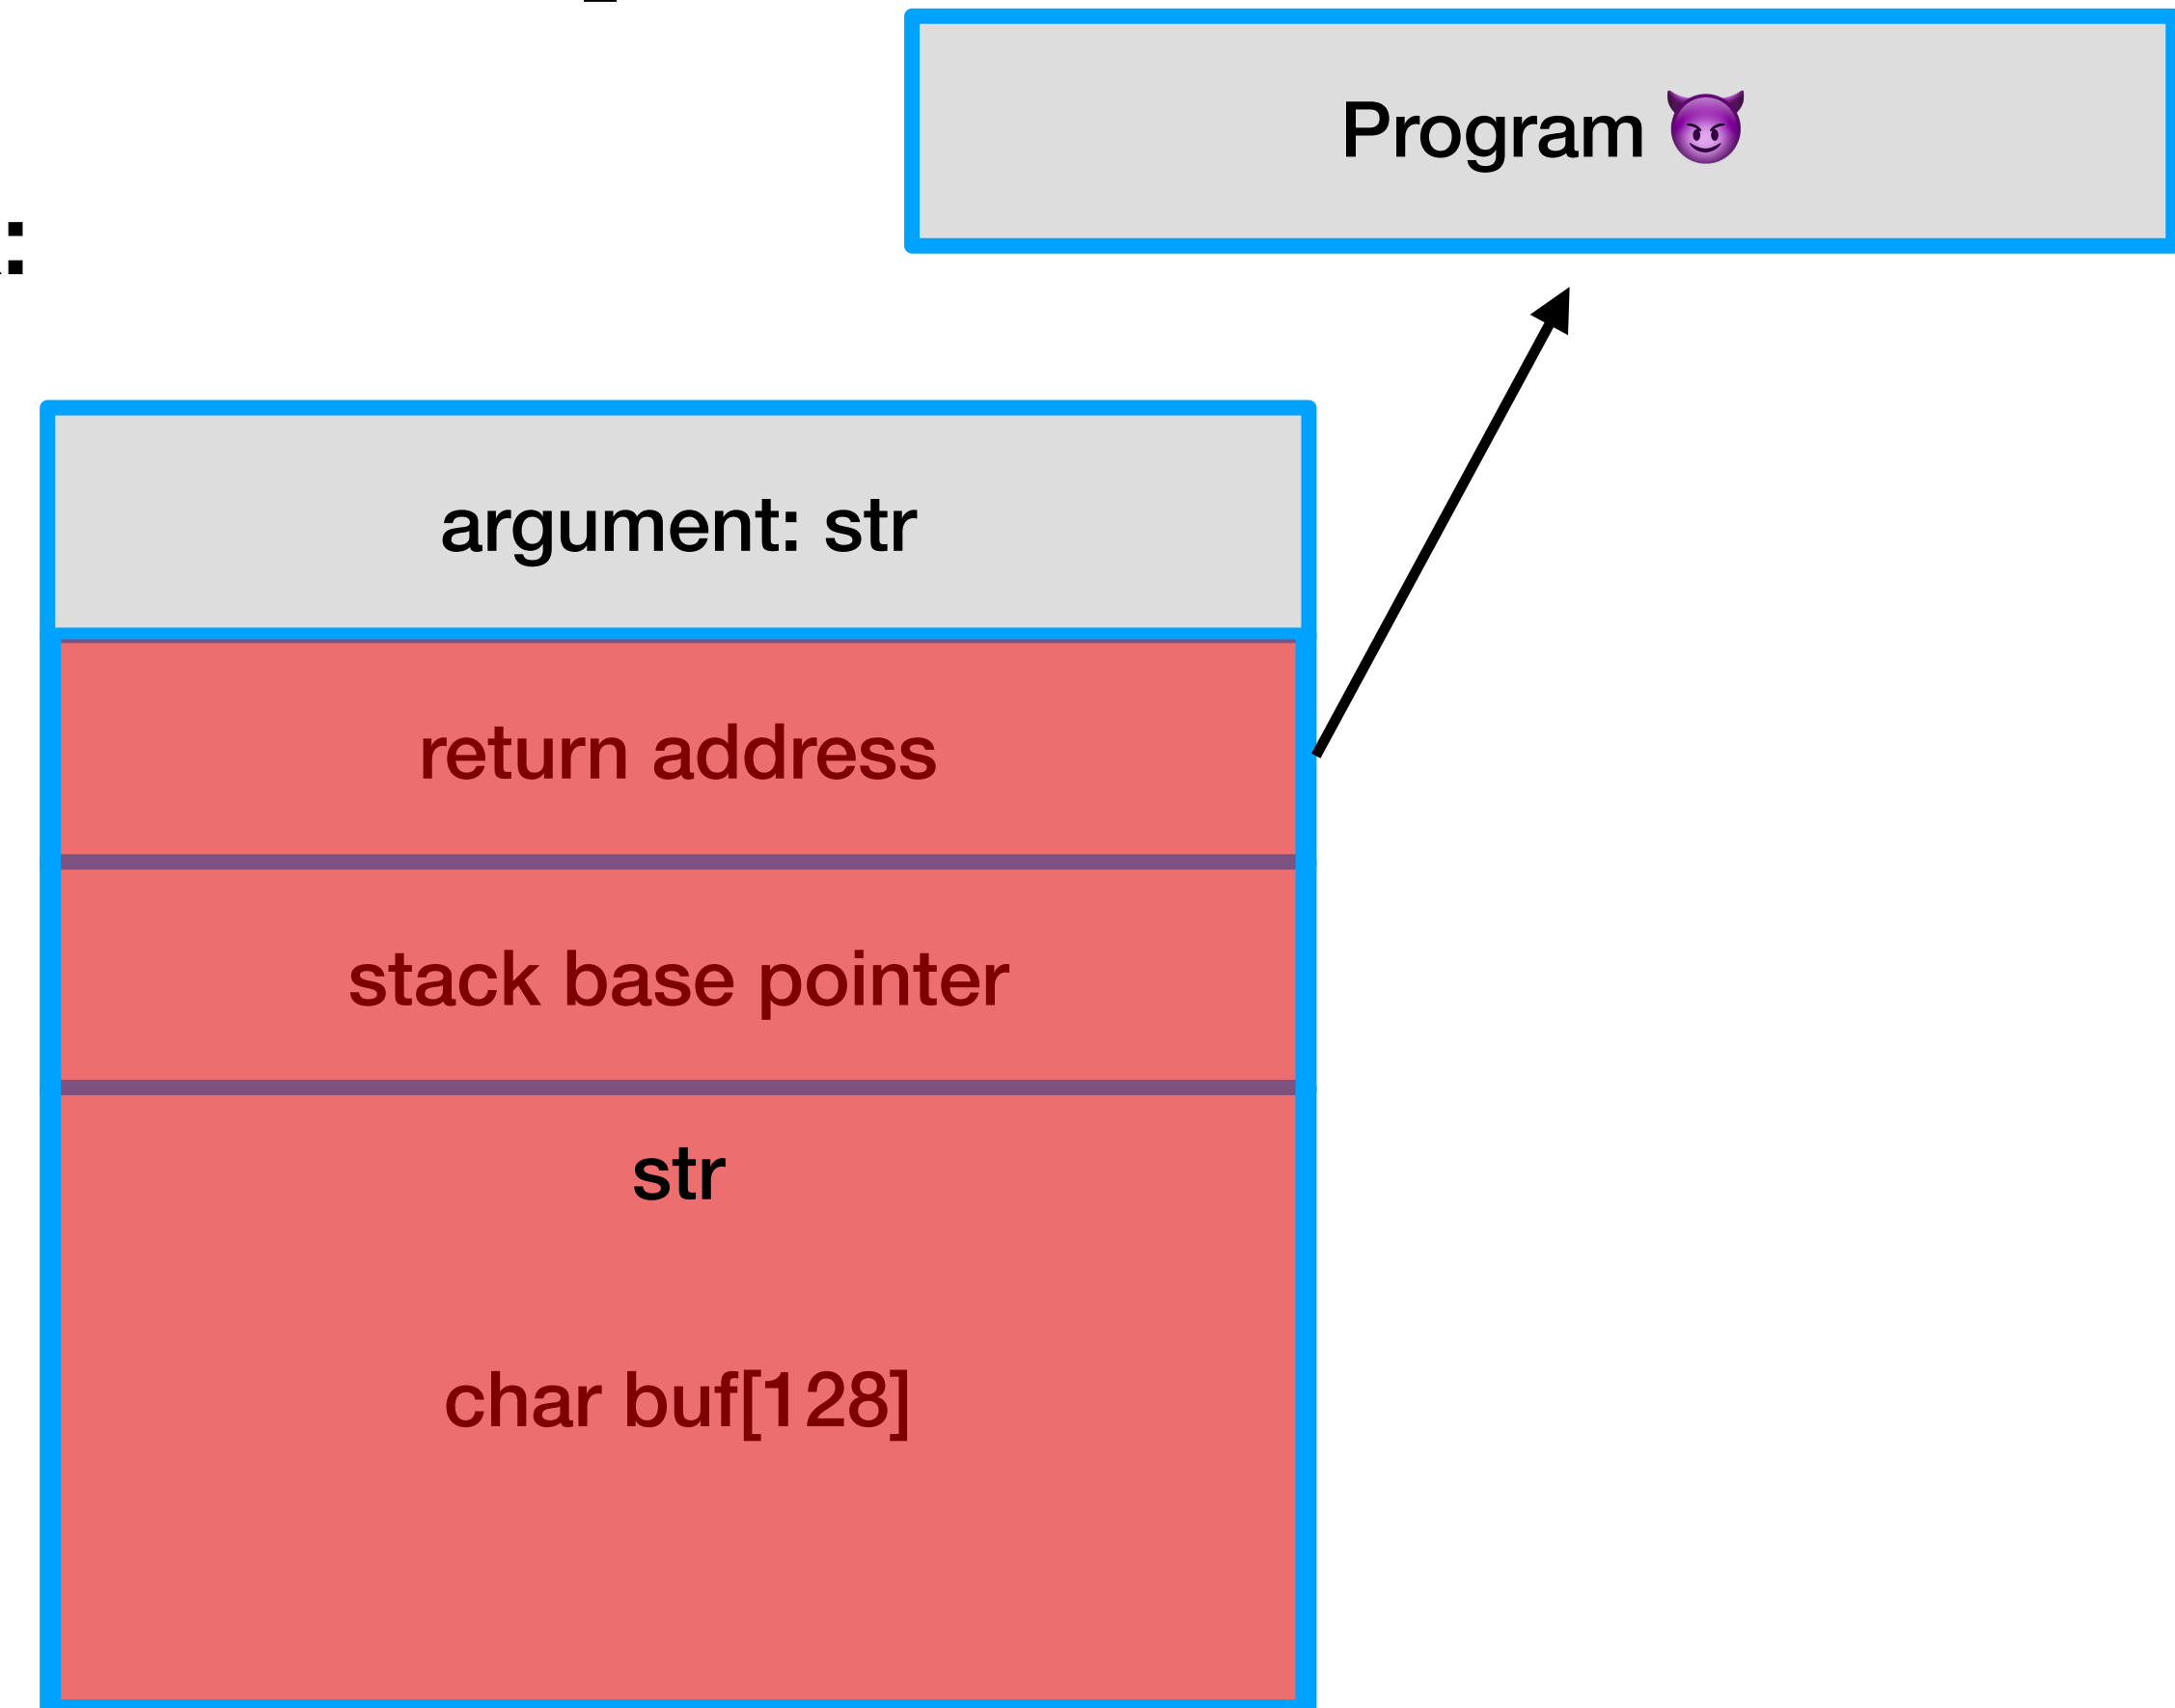 Program 😈
:
argument: str
return address
stack base pointer
str
char buf[128]